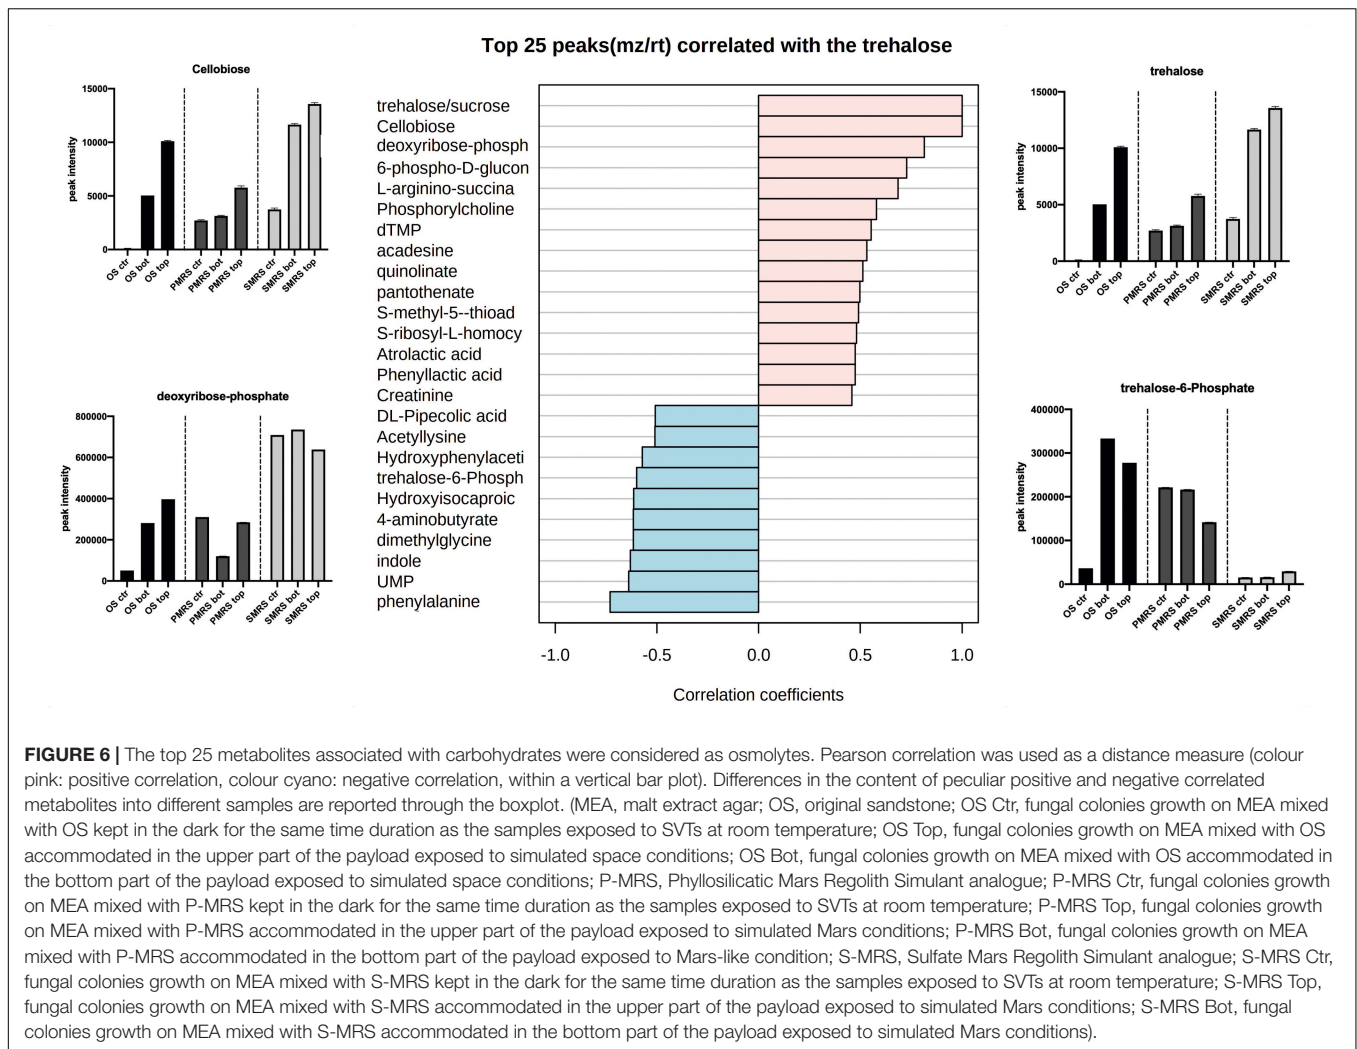 Top 25 peaks(mz/rt) correlated with the trehalose
Cellobiose
peak intensity
15000
10000
5000
0
OS ctr
OS bot
OS top
PMRS ctr
PMRS bot
PMRS top
SMRS ctr
SMRS bot
SMRS top
deoxyribose-phosphate
peak intensity
800000
600000
400000
200000
0
OS ctr
OS bot
OS top
PMRS ctr
PMRS bot
PMRS top
SMRS ctr
SMRS bot
SMRS top
trehalose/sucrose
Cellobiose
deoxyribose-phosph
6-phospho-D-glucon
L-arginino-succina
Phosphorylcholine
dTMP
acadesine
quinolinate
pantothenate
S-methyl-5--thioad
S-ribosyl-L-homocy
Atrolactic acid
Phenyllactic acid
Creatinine
DL-Pipecolic acid
Acetyllysine
Hydroxyphenylaceti
trehalose-6-Phosph
Hydroxyisocaproic
4-aminobutyrate
dimethylglycine
indole
UMP
phenylalanine
-1.0 -0.5 0.0 0.5 1.0
Correlation coefficients
trehalose
peak intensity
15000
10000
5000
0
OS ctr
OS bot
OS top
PMRS ctr
PMRS bot
PMRS top
SMRS ctr
SMRS bot
SMRS top
trehalose-6-Phosphate
peak intensity
400000
300000
200000
100000
0
OS ctr
OS bot
OS top
PMRS ctr
PMRS bot
PMRS top
SMRS ctr
SMRS bot
SMRS top
FIGURE 6 | The top 25 metabolites associated with carbohydrates were considered as osmolytes. Pearson correlation was used as a distance measure (colour
pink: positive correlation, colour cyano: negative correlation, within a vertical bar plot). Differences in the content of peculiar positive and negative correlated
metabolites into different samples are reported through the boxplot. (MEA, malt extract agar; OS, original sandstone; OS Ctr, fungal colonies growth on MEA mixed
with OS kept in the dark for the same time duration as the samples exposed to SVTs at room temperature; OS Top, fungal colonies growth on MEA mixed with OS
accommodated in the upper part of the payload exposed to simulated space conditions; OS Bot, fungal colonies growth on MEA mixed with OS accommodated in
the bottom part of the payload exposed to simulated space conditions; P-MRS, Phyllosilicatic Mars Regolith Simulant analogue; P-MRS Ctr, fungal colonies growth
on MEA mixed with P-MRS kept in the dark for the same time duration as the samples exposed to SVTs at room temperature; P-MRS Top, fungal colonies growth
on MEA mixed with P-MRS accommodated in the upper part of the payload exposed to simulated Mars conditions; P-MRS Bot, fungal colonies growth on MEA
mixed with P-MRS accommodated in the bottom part of the payload exposed to Mars-like condition; S-MRS, Sulfate Mars Regolith Simulant analogue; S-MRS Ctr,
fungal colonies growth on MEA mixed with S-MRS kept in the dark for the same time duration as the samples exposed to SVTs at room temperature; S-MRS Top,
fungal colonies growth on MEA mixed with S-MRS accommodated in the upper part of the payload exposed to simulated Mars conditions; S-MRS Bot, fungal
colonies growth on MEA mixed with S-MRS accommodated in the bottom part of the payload exposed to simulated Mars conditions).